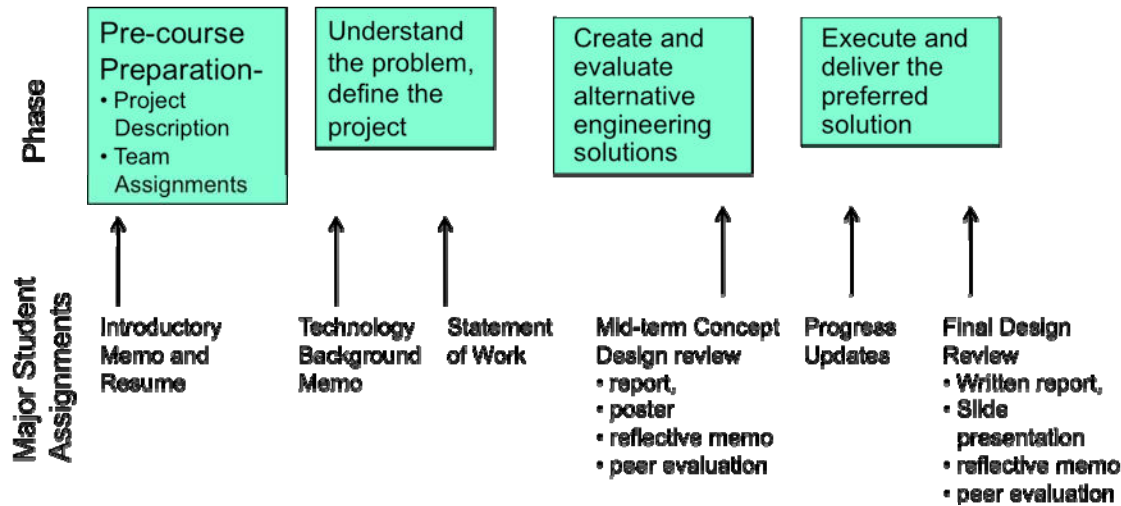 Phase
Pre-course
Preparation-
• Project
Description
• Team
Assignments
Understand
the problem,
define the
project
Create and
evaluate
alternative
engineering
solutions
Execute and
deliver the
preferred
solution
Major Student
Assignments
Introductory
Memo and
Resume
Technology
Background
Memo
Statement
of Work
Mid-term Concept
Design review
• report,
• poster
• reflective memo
• peer evaluation
Progress
Updates
Final Design
Review
• Written report,
• Slide
presentation
• reflective memo
• peer evaluation